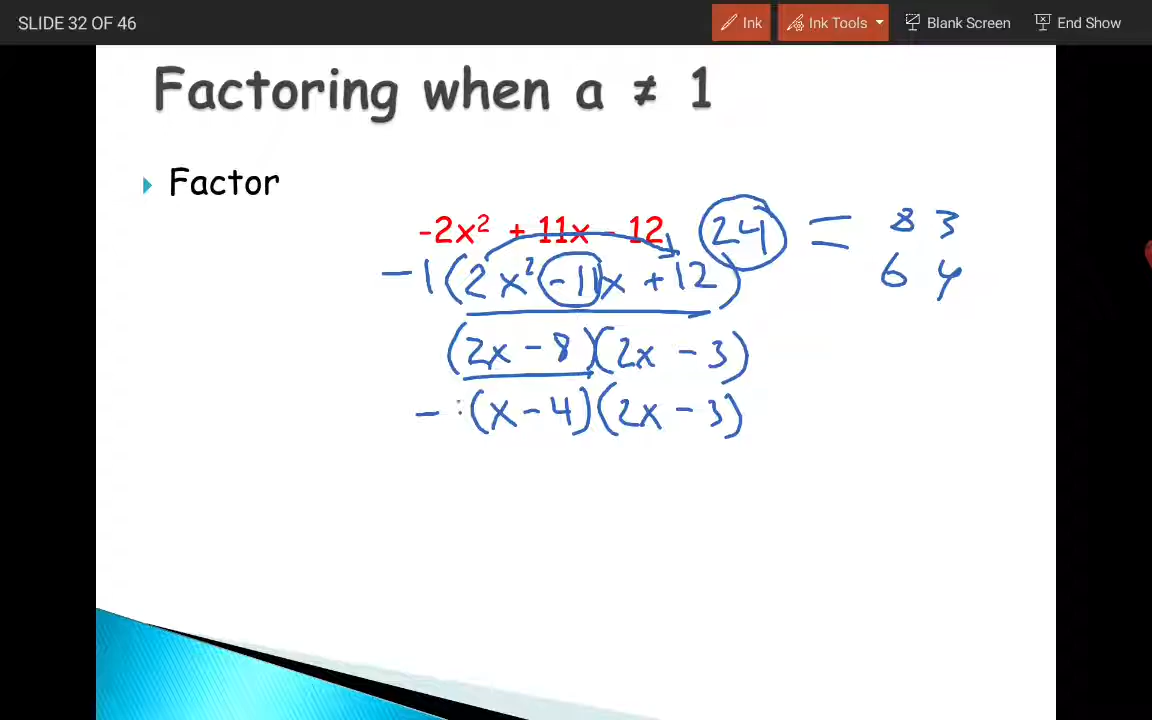 SLIDE 32 OF 46
Ink
Ink Tools
Blank Screen
End Show
Factoring when a ≠ 1
Factor
-2x² + 11x - 12
24 = 8 3
6 4
-1(2x² -11x +12)
(2x - 8)(2x - 3)
- (x - 4)(2x - 3)